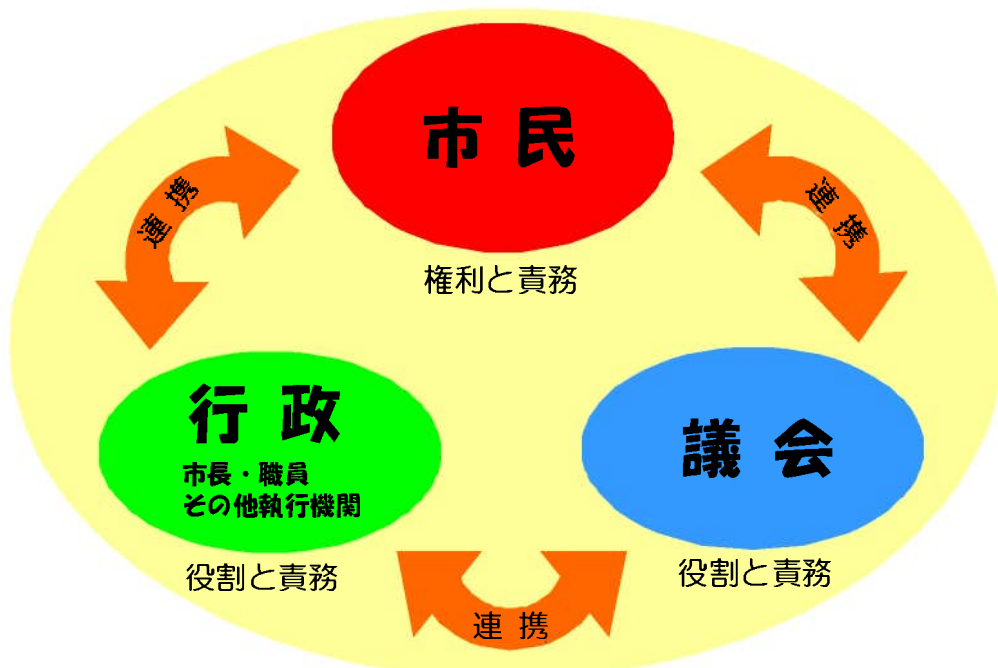 市 民
連 携
連 携
権利と責務
行 政
市長・職員
その他執行機関
議 会
役割と責務
役割と責務
連 携